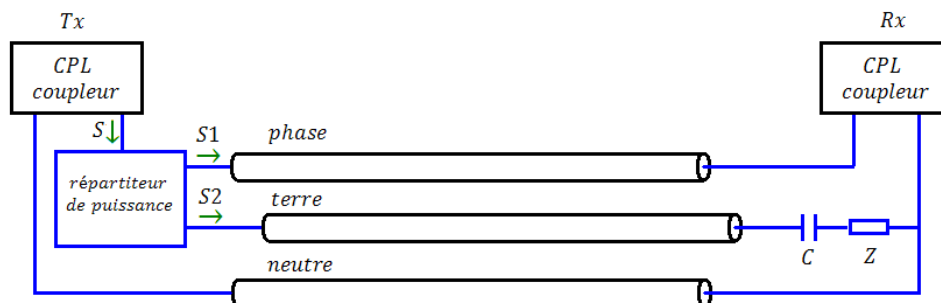 Tx
Rx
CPL
coupleur
CPL
coupleur
S
S1
phase
répartiteur
de puissance
S2
terre
C
Z
neutre